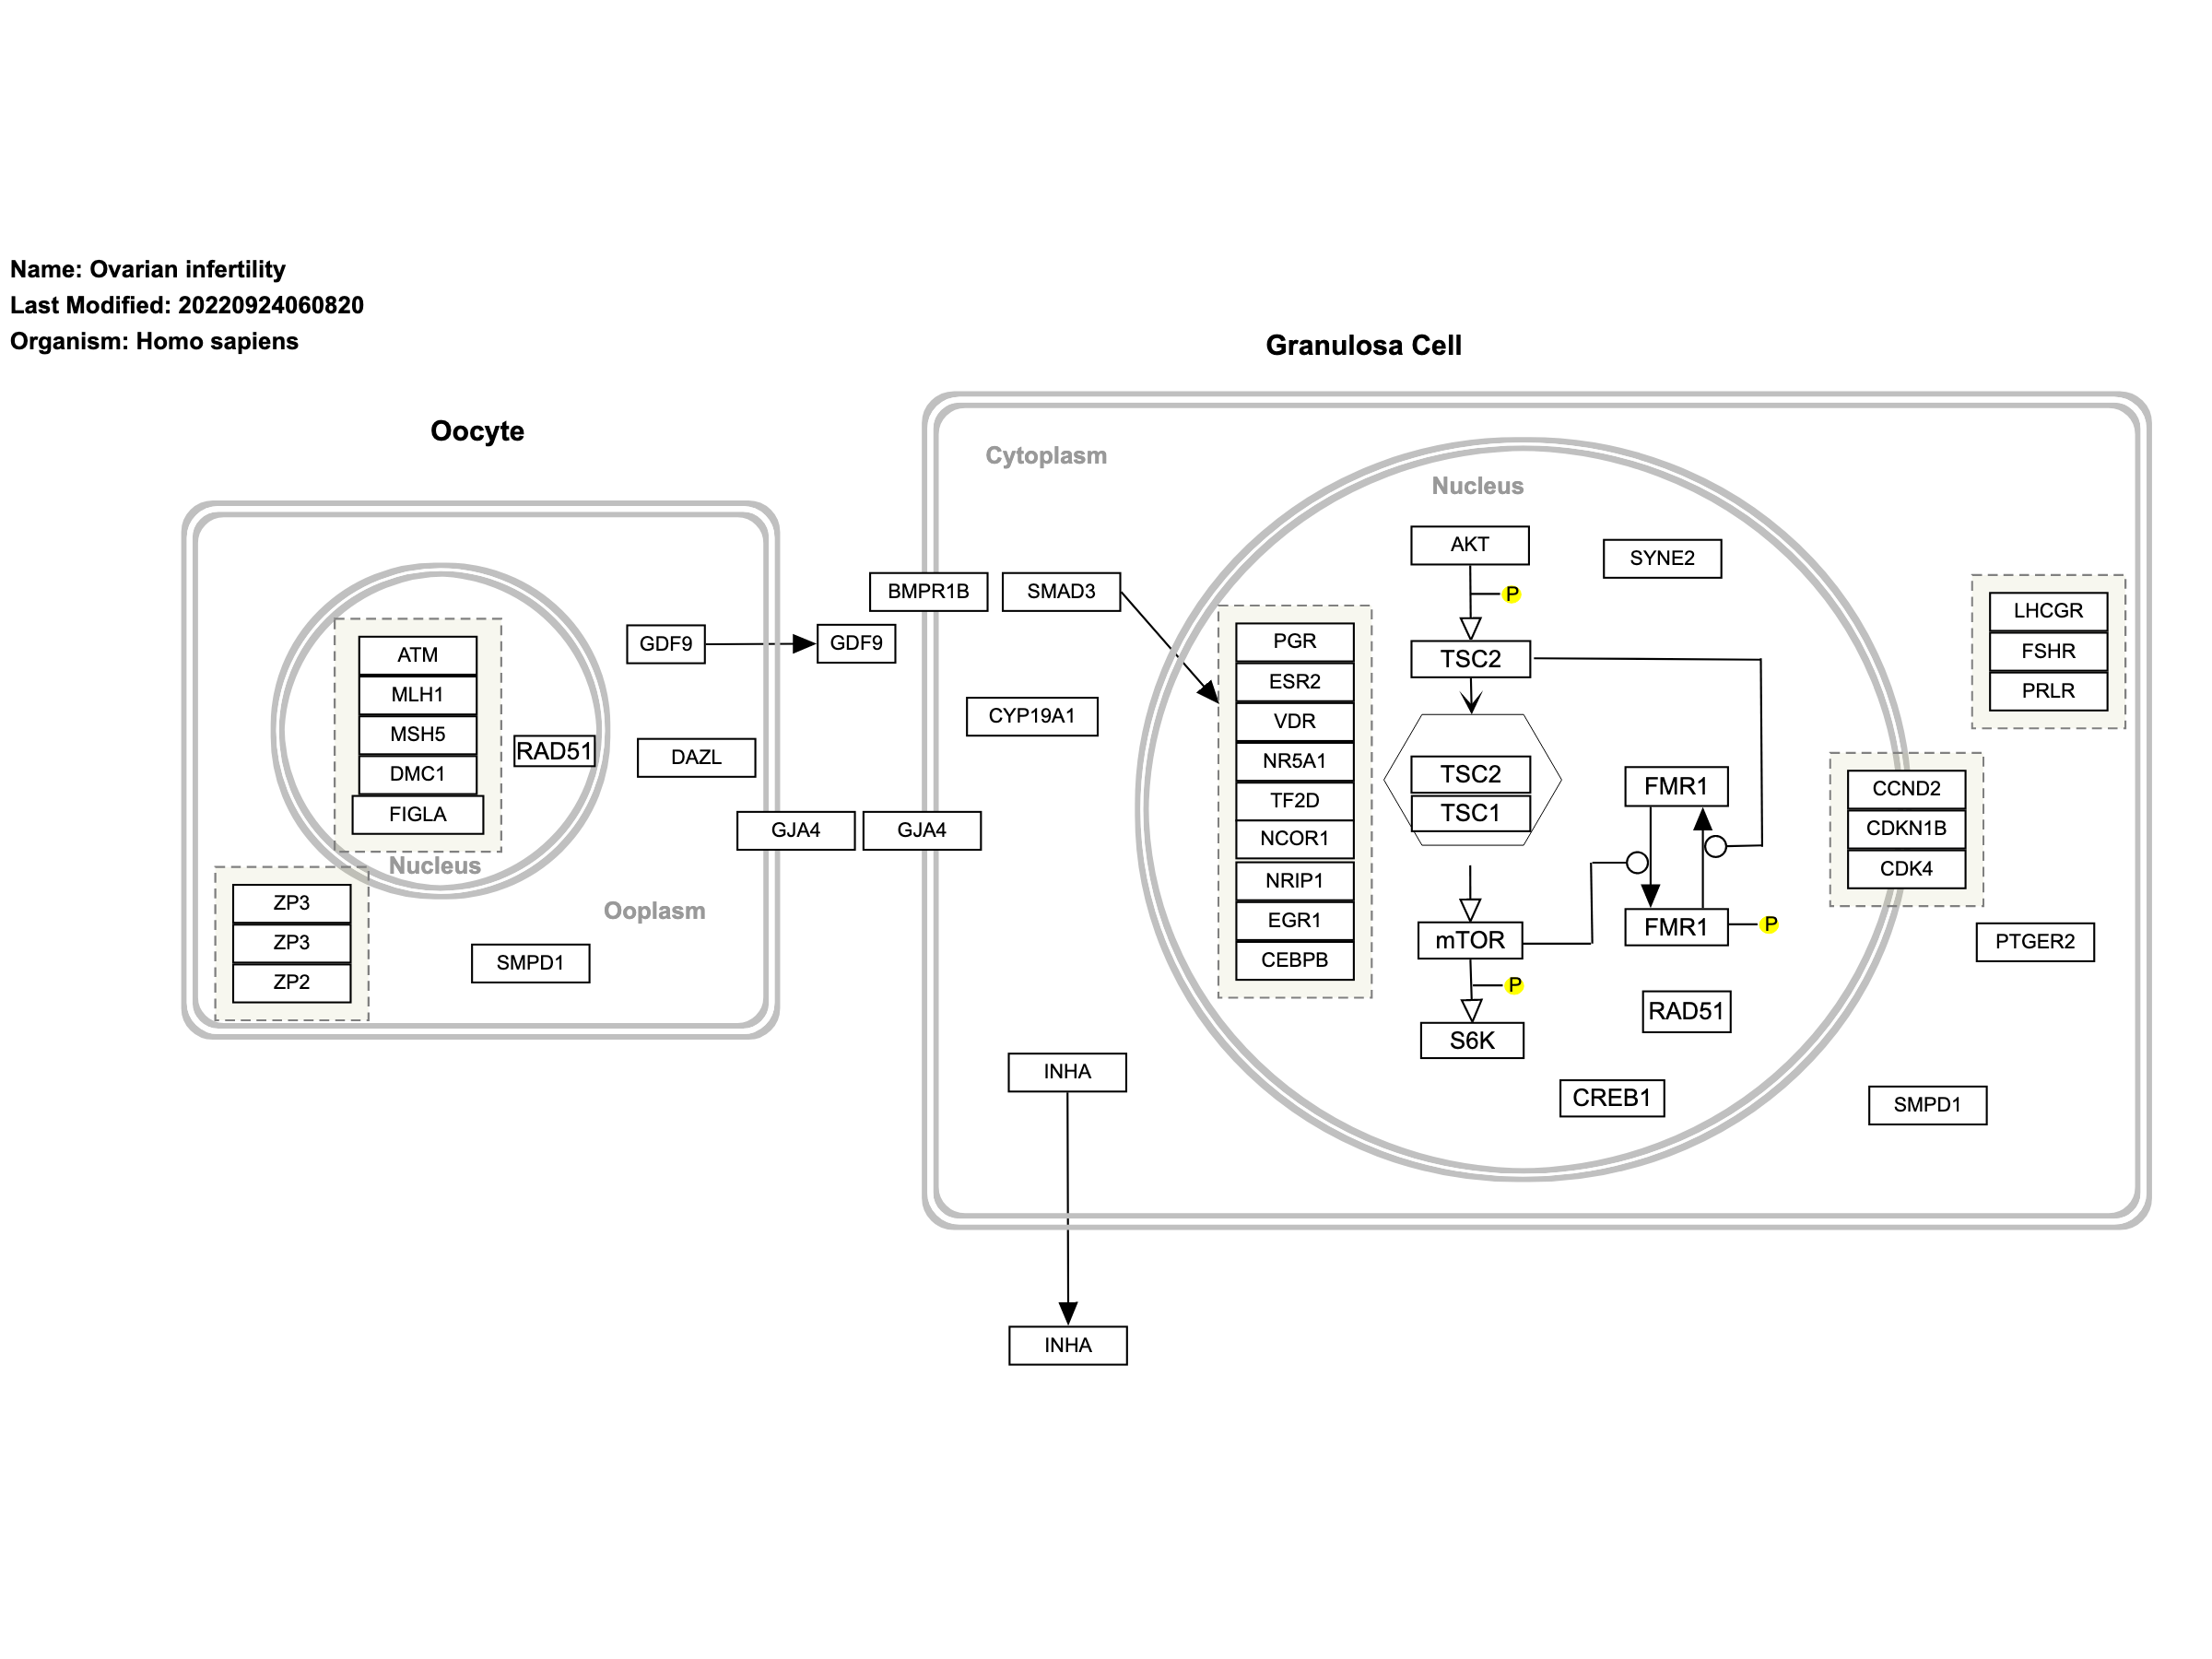 Name: Ovarian infertility
Last Modified: 20220924060820
Organism: Homo sapiens
Granulosa Cell
Oocyte
Cytoplasm
Nucleus
AKT
SYNE2
P
BMPR1B
SMAD3
LHCGR
FSHR
PRLR
ATM
MLH1
MSH5
DMC1
FIGLA
RAD51
Nucleus
GDF9
GDF9
DAZL
GJA4
GJA4
CYP19A1
PGR
ESR2
VDR
NR5A1
TF2D
NCOR1
NRIP1
EGR1
CEBPB
TSC2
TSC2
TSC1
FMR1
FMR1
P
mTOR
P
S6K
CCND2
CDKN1B
CDK4
PTGER2
ZP3
ZP3
ZP2
SMPD1
Ooplasm
RAD51
CREB1
SMPD1
INHA
INHA